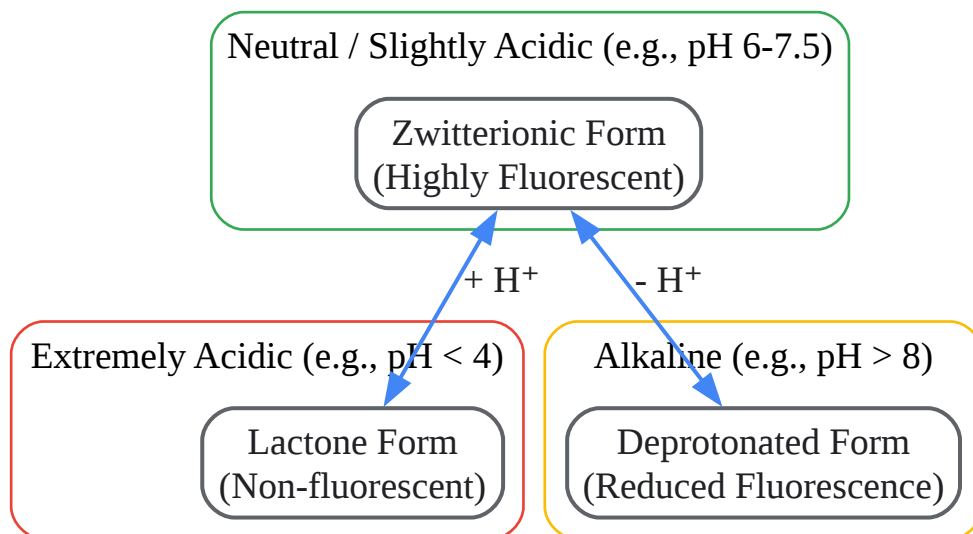 Neutral / Slightly Acidic (e.g., pH 6-7.5)
Zwitterionic Form
(Highly Fluorescent)
+ H⁺
- H⁺
Extremely Acidic (e.g., pH < 4)
Lactone Form
(Non-fluorescent)
Alkaline (e.g., pH > 8)
Deprotonated Form
(Reduced Fluorescence)